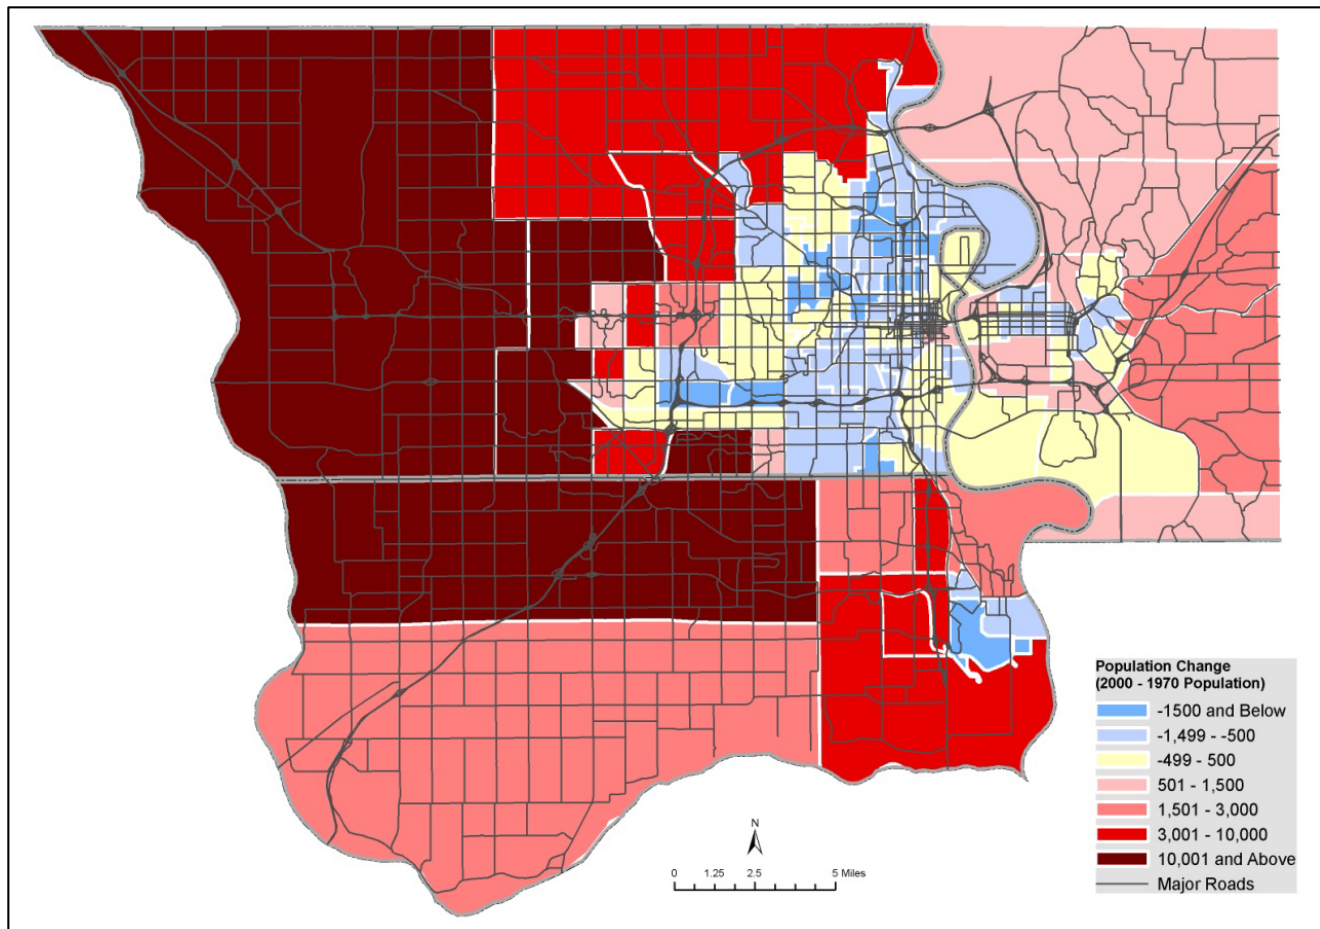 Population Change
(2000 - 1970 Population)
-1500 and Below
-1,499 - -500
-499 - 500
501 - 1,500
1,501 - 3,000
3,001 - 10,000
10,001 and Above
Major Roads
N
0 1.25 2.5 5 Miles